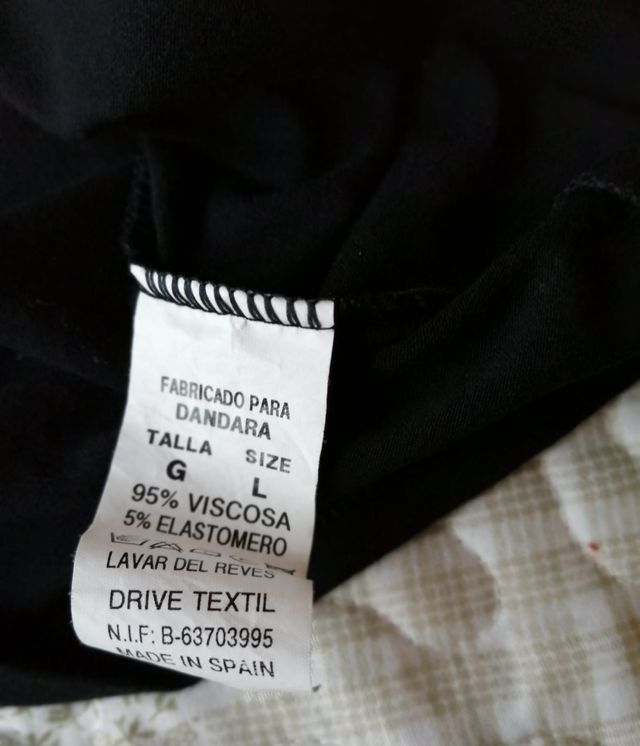 FABRICADO PARA
DANDARA
TALLA SIZE
G L
95% VISCOSA
5% ELASTOMERO
LAVAR DEL REVES
DRIVE TEXTIL
N.I.F: B-63703995
MADE IN SPAIN